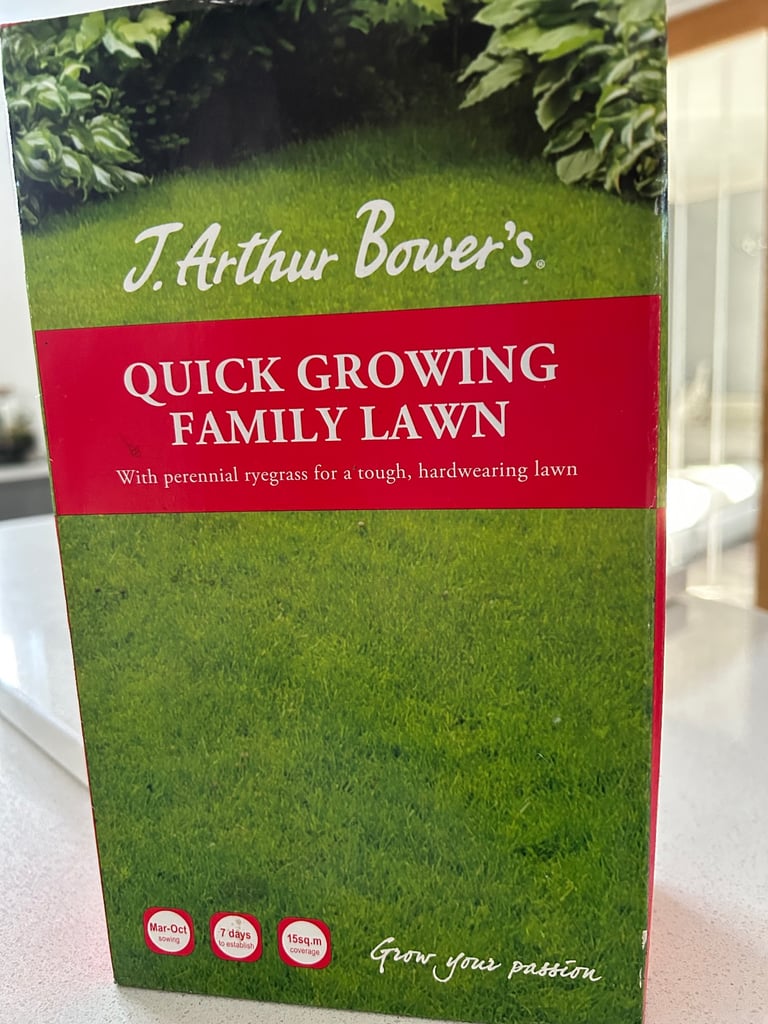 J. Arthur Bower's®
QUICK GROWING
FAMILY LAWN
With perennial ryegrass for a tough, hardwearing lawn
Mar-Oct
sowing
7 days
to establish
15sq.m
coverage
Grow your passion